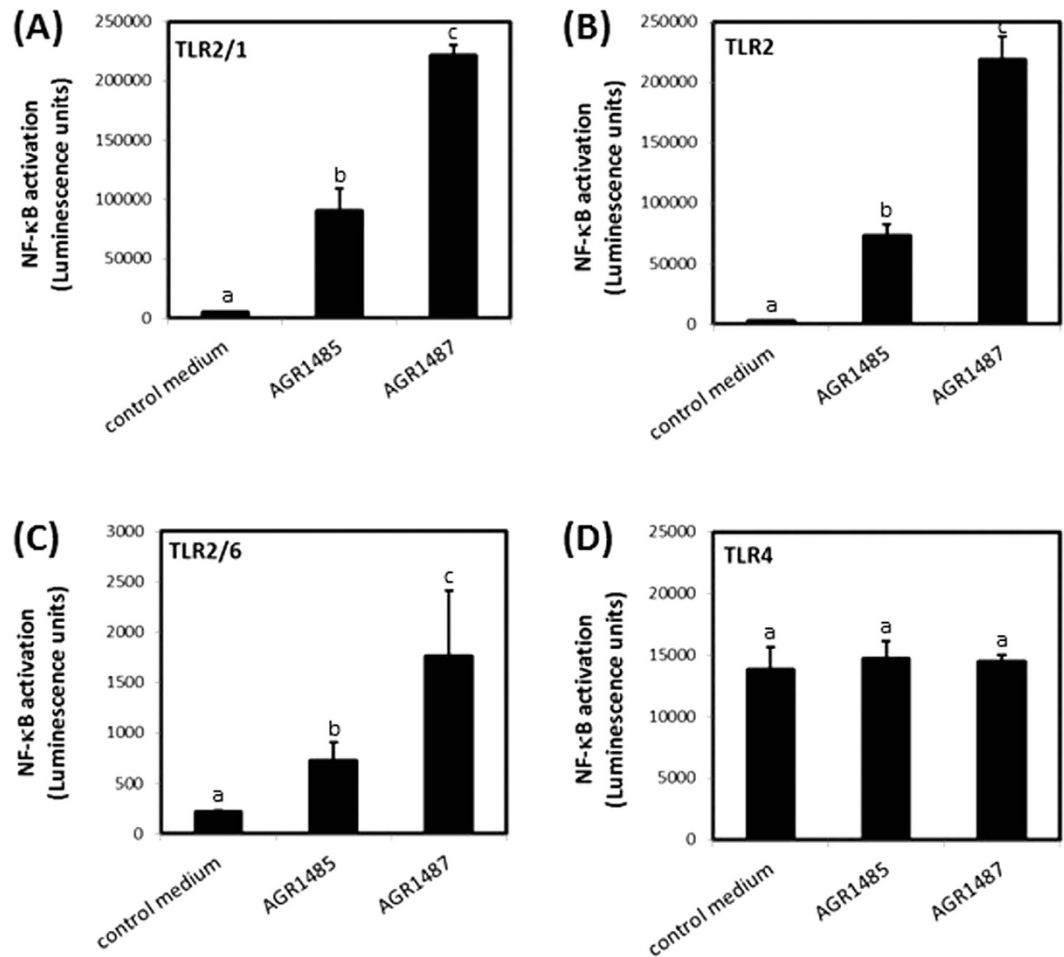 (A)
TLR2/1
NF-κB activation
(Luminescence units)
250000
200000
150000
100000
50000
0
a
b
c
control medium
AGR1485
AGR1487
(B)
TLR2
NF-κB activation
(Luminescence units)
250000
200000
150000
100000
50000
0
a
b
c
control medium
AGR1485
AGR1487
(C)
TLR2/6
NF-κB activation
(Luminescence units)
3000
2500
2000
1500
1000
500
0
a
b
c
control medium
AGR1485
AGR1487
(D)
TLR4
NF-κB activation
(Luminescence units)
25000
20000
15000
10000
5000
0
a
a
a
control medium
AGR1485
AGR1487